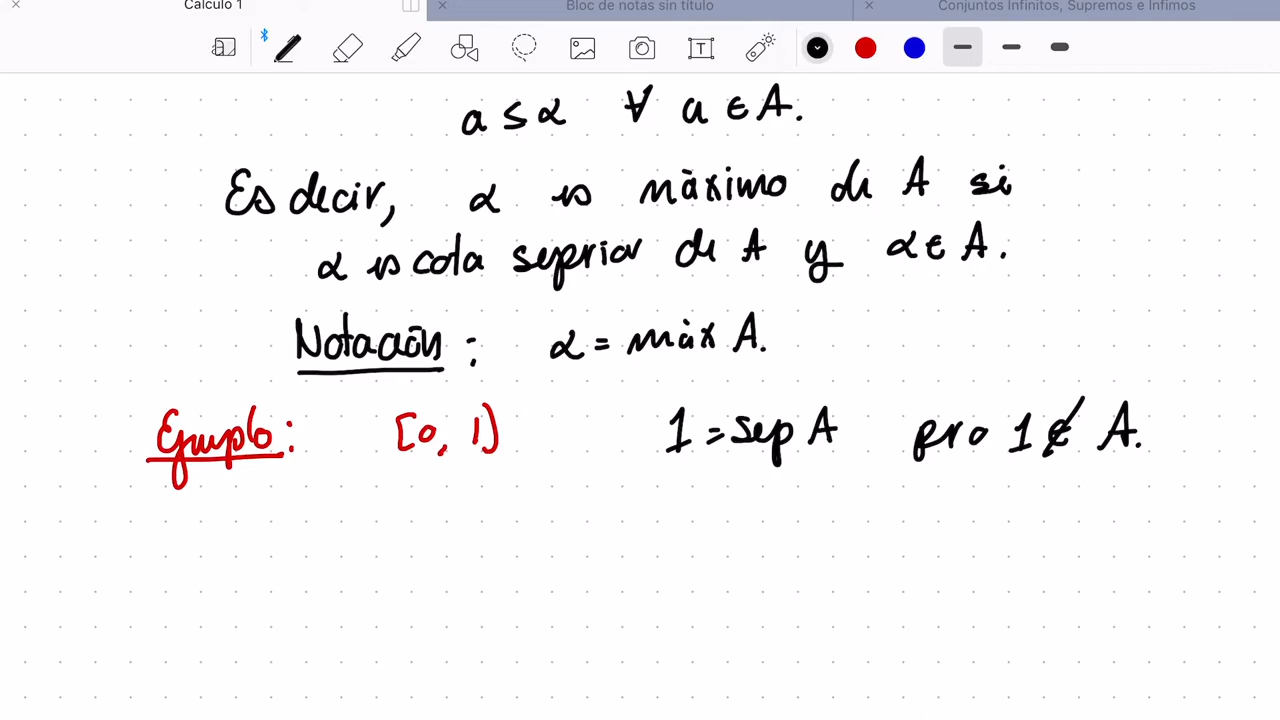 Calculo 1 Bloc de notas sin título Conjuntos Infinitos, Supremos e Infimos
a ≤ α ∀ a ∈ A.
Es decir, α es máximo de A si
α es cota seprior de A y α ∈ A.
Notación: α = máx A.
Ejemplo: [0, 1) 1 = sup A pero 1 ∉ A.